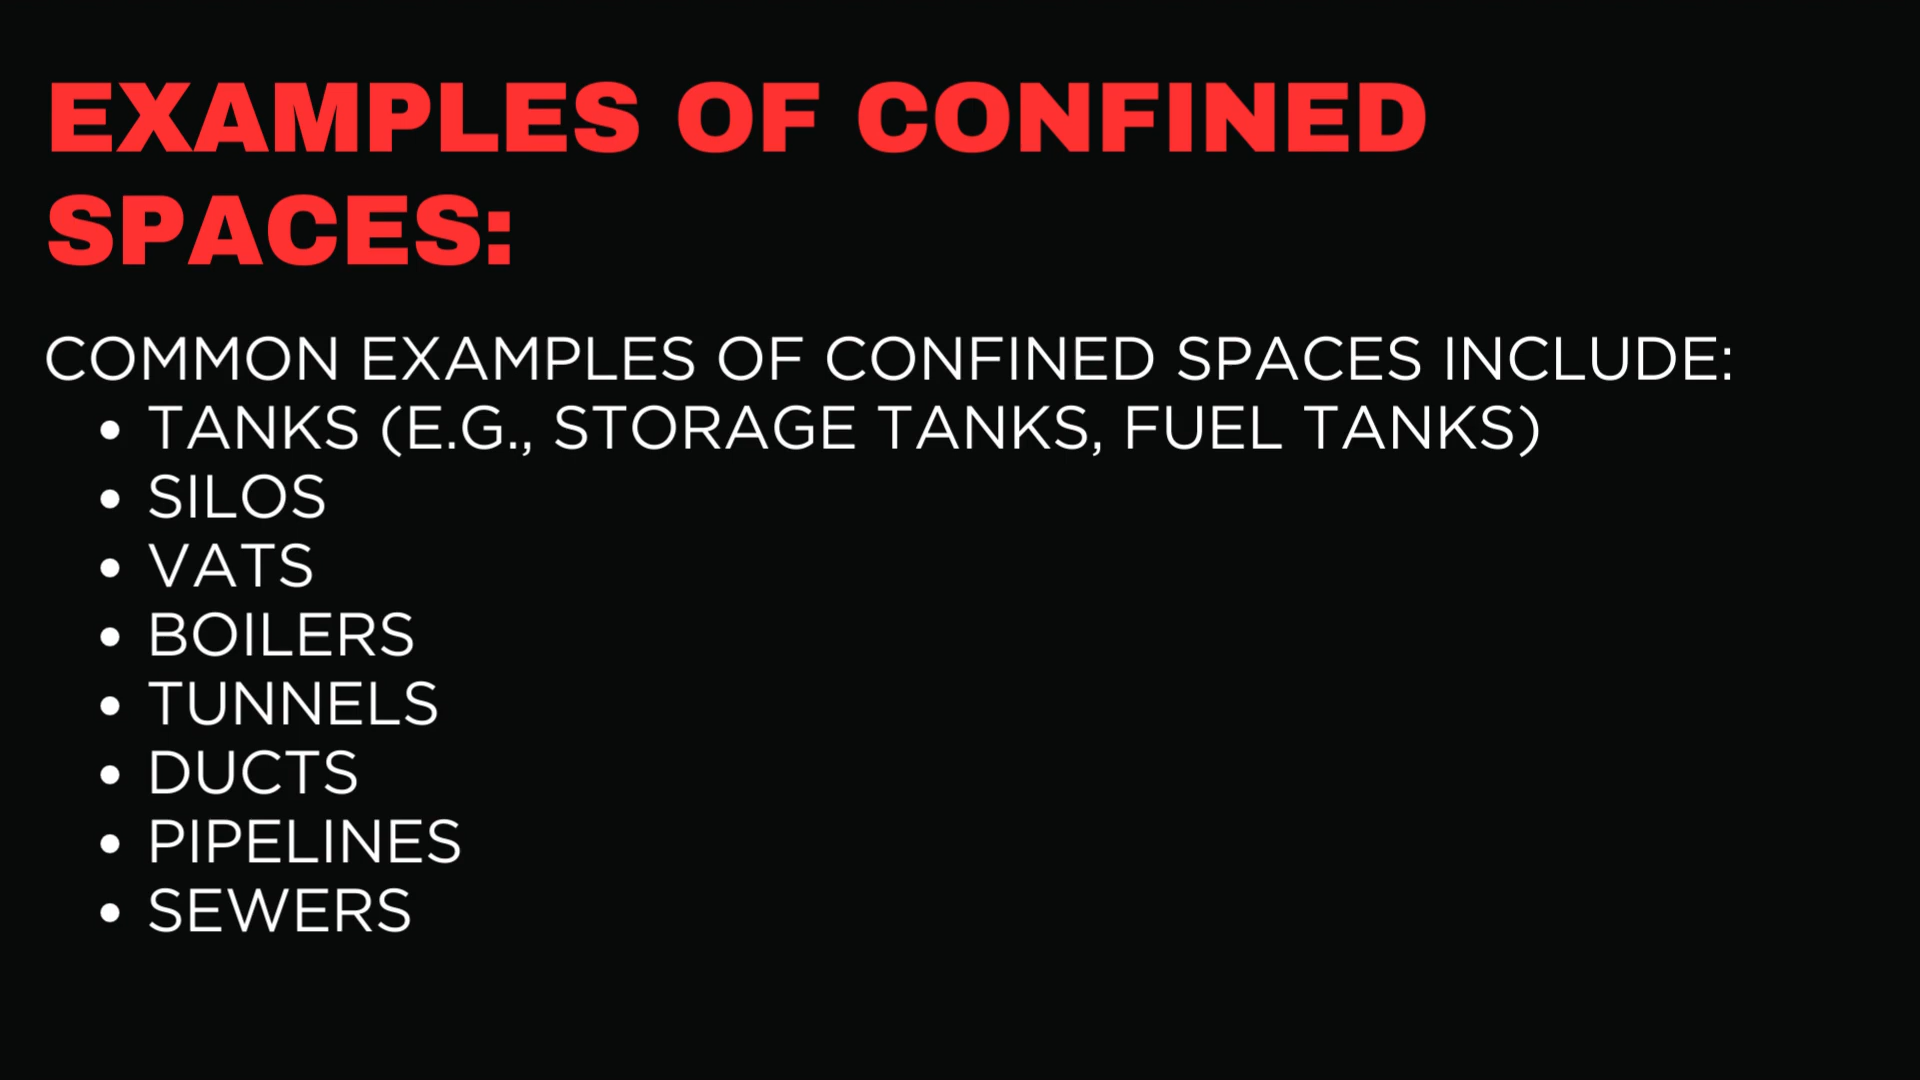 EXAMPLES OF CONFINED
SPACES:
COMMON EXAMPLES OF CONFINED SPACES INCLUDE:
• TANKS (E.G., STORAGE TANKS, FUEL TANKS)
• SILOS
• VATS
• BOILERS
• TUNNELS
• DUCTS
• PIPELINES
• SEWERS